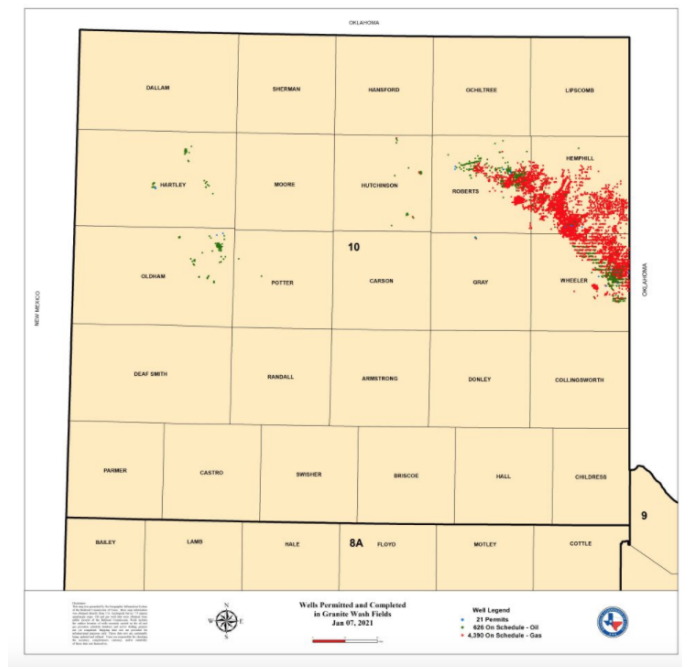 OKLAHOMA
DALLAM SHERMAN HANSFORD OCHILTREE LIPSCOMB
HEMPHILL
HARTLEY MOORE HUTCHINSON ROBERTS
10
OLDHAM POTTER CARSON GRAY WHEELER
NEW MEXICO
OKLAHOMA
DEAF SMITH RANDALL ARMSTRONG DONLEY COLLINGSWORTH
PARMER CASTRO SWISHER BRISCOE HALL CHILDRESS
9
BAILEY LAMB HALE 8A FLOYD MOTLEY COTTLE
Wells Permitted and Completed
in Granite Wash Fields
Jan 07, 2021
N
W E
S
Well Legend
21 Permits
626 On Schedule - Oil
4,390 On Schedule - Gas